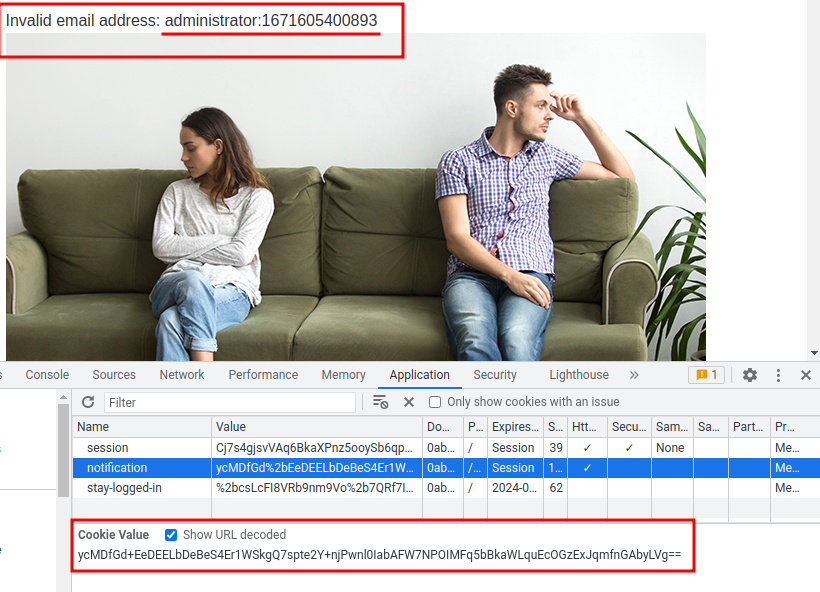 Invalid email address: administrator:1671605400893
Console Sources Network Performance Memory Application Security Lighthouse » 1
Filter Only show cookies with an issue
Name Value Do... P... Expires... S... Htt... Secu... Sam... Sa... Part... Pr...
session Cj7s4gjsvVAq6BkaXPnz5ooySb6qp... 0ab... / Session 39 ✓ ✓ None Me...
notification ycMDfGd%2bEeDEELbDeBeS4Er1W... 0ab... /... Session 1... ✓ Me...
stay-logged-in %2bcsLcFI8VRb9nm9Vo%2b7QRf7I... 0ab... / 2024-0... 62 Me...
Cookie Value Show URL decoded
ycMDfGd+EeDEELbDeBeS4Er1WSkgQ7spte2Y+njPwnl0IabAFW7NPOIMFq5bBkaWLquEcOGzExJqmfnGAbyLVg==